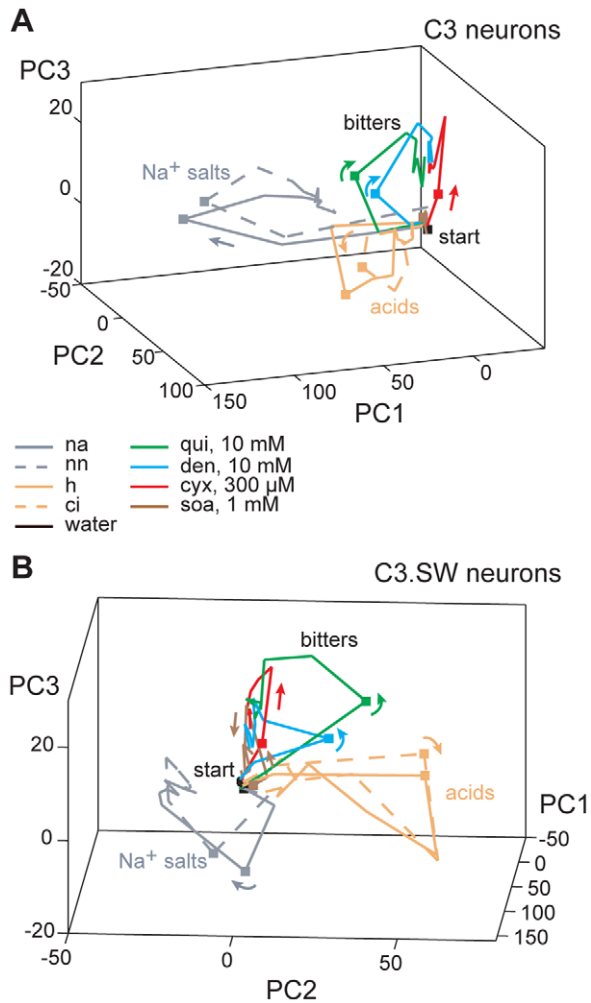 A
C3 neurons
PC3
20
0
-20
-50
0
50
100
PC2
150
100
50
0
PC1
bitters
Na+ salts
start
acids
na
nn
h
ci
water
qui, 10 mM
den, 10 mM
cyx, 300 µM
soa, 1 mM
B
C3.SW neurons
PC3
20
0
-20
-50
0
50
PC2
PC1
-50
0
50
100
150
bitters
start
acids
Na+ salts